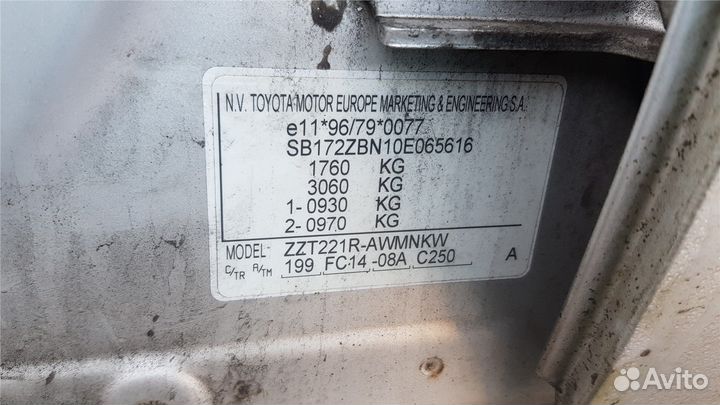 N.V. TOYOTA MOTOR EUROPE MARKETING & ENGINEERING S.A.
e11*96/79*0077
SB172ZBN10E065616
1760 KG
3060 KG
1- 0930 KG
2- 0970 KG
MODEL- ZZT221R-AWMNKW
C/TR A/TM 199 FC14 -08A C250 A
Avito